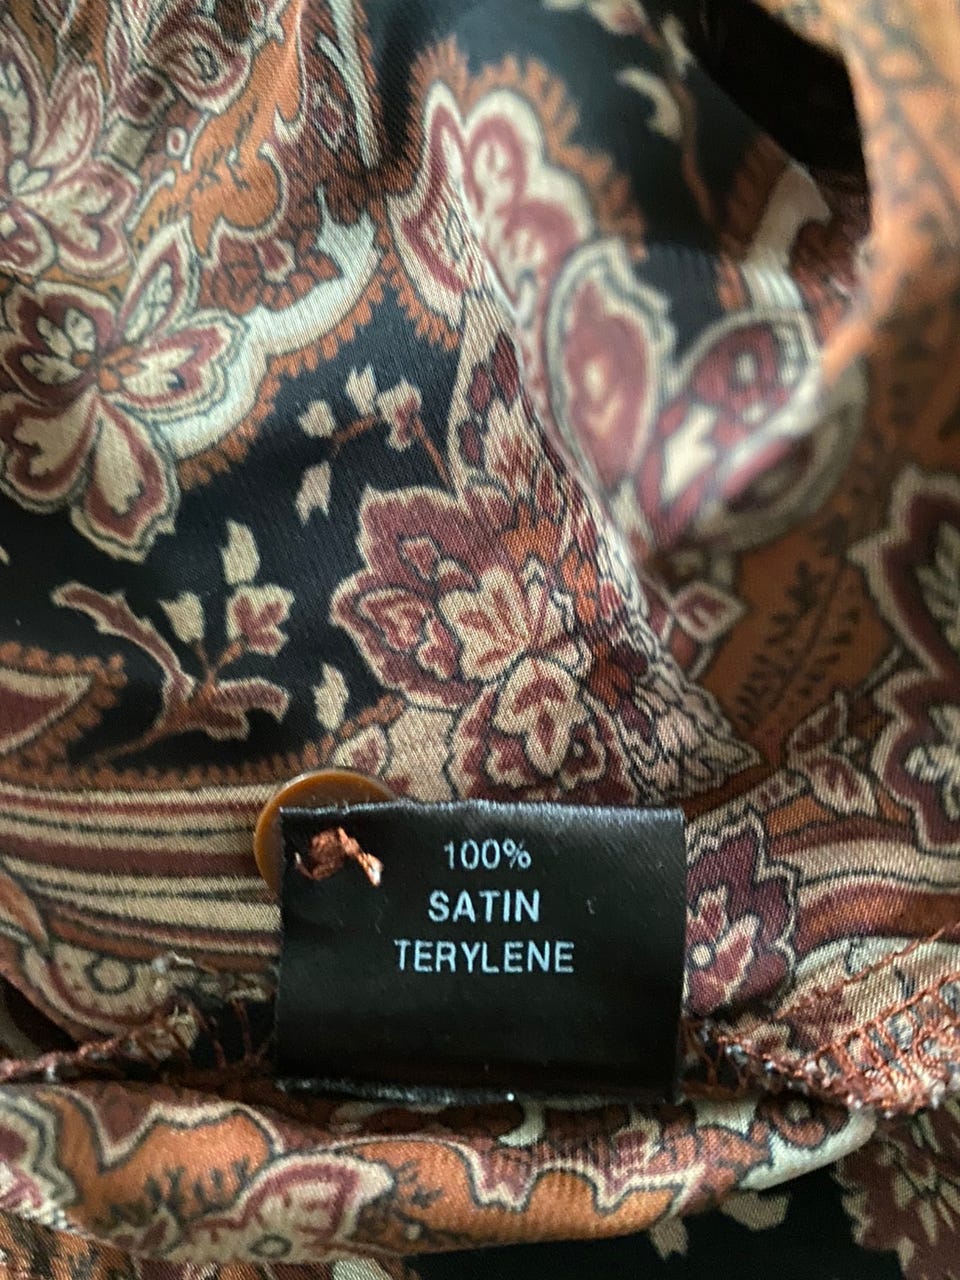 100%
SATIN
TERYLENE